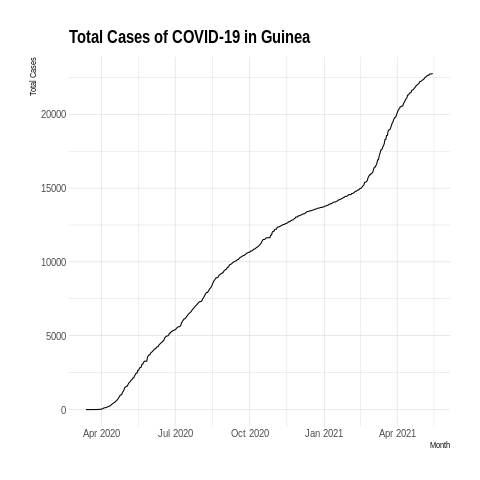 Total Cases of COVID-19 in Guinea
Total Cases
20000
15000
10000
5000
0
Apr 2020 Jul 2020 Oct 2020 Jan 2021 Apr 2021
Month